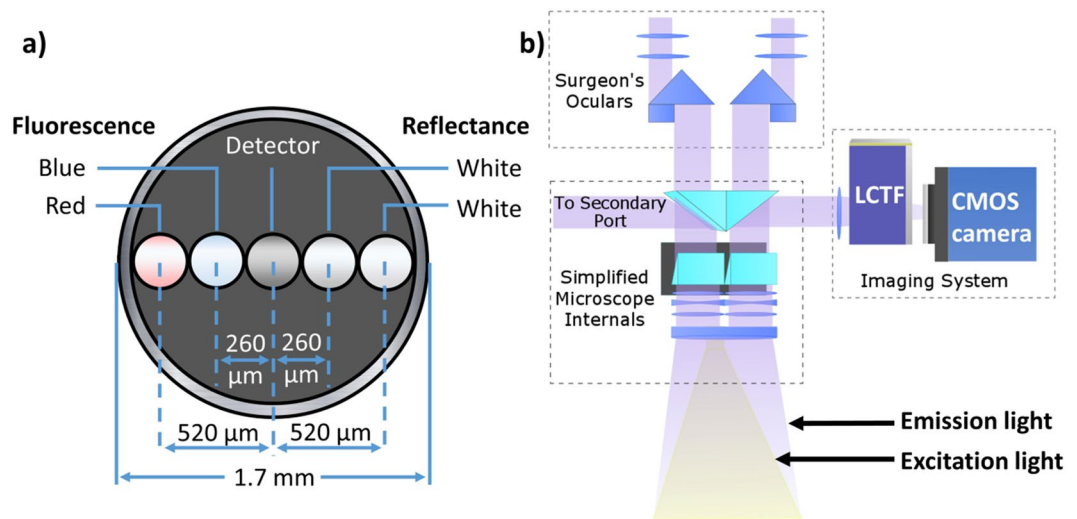 a)
Fluorescence
Reflectance
Detector
Blue
White
Red
White
260
µm
260
µm
520 µm
520 µm
1.7 mm
b)
Surgeon's
Oculars
To Secondary
Port
LCTF
CMOS
camera
Imaging System
Simplified
Microscope
Internals
Emission light
Excitation light